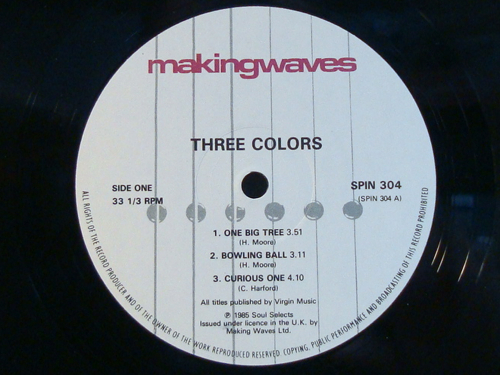 makingwaves
THREE COLORS
SIDE ONE
33 1/3 RPM
SPIN 304
(SPIN 304 A)
1. ONE BIG TREE 3.51
(H. Moore)
2. BOWLING BALL 3.11
(H. Moore)
3. CURIOUS ONE 4.10
(C. Harford)
All titles published by Virgin Music
℗ 1985 Soul Selecta
Issued under licence in the U.K. by
Making Waves Ltd.
ALL RIGHTS OF THE RECORD PRODUCER AND OF THE OWNER OF THE WORK REPRODUCED RESERVED. COPYING, PUBLIC PERFORMANCE AND BROADCASTING OF THIS RECORD PROHIBITED